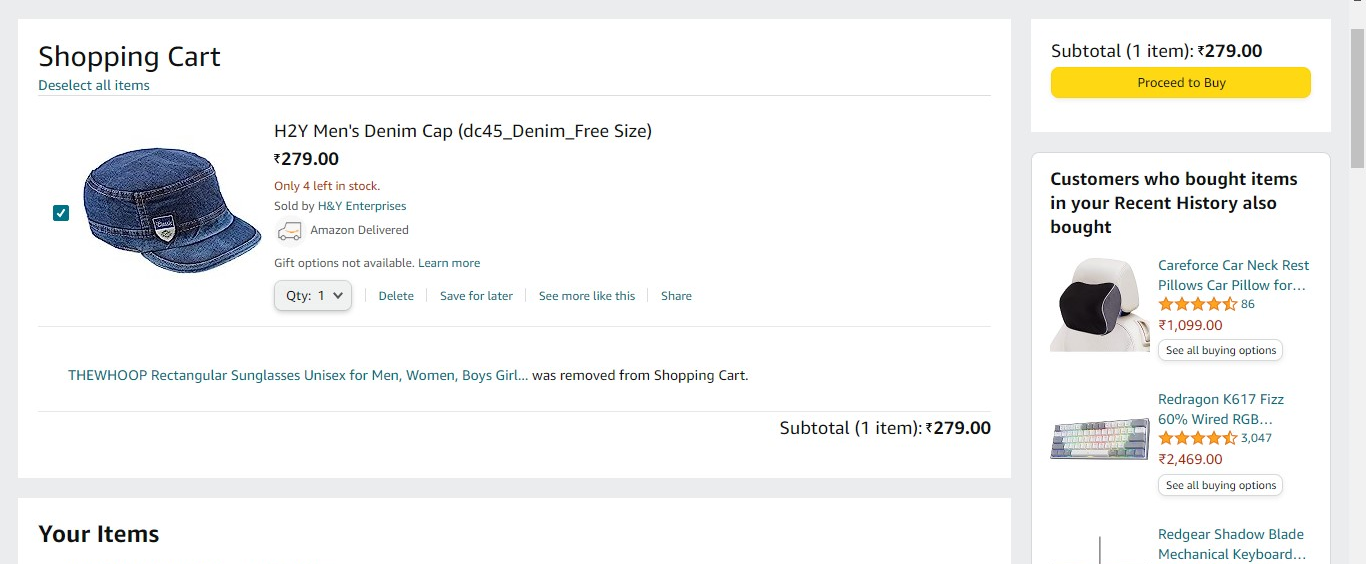 Shopping Cart
Deselect all items
H2Y Men's Denim Cap (dc45_Denim_Free Size)
₹279.00
Only 4 left in stock.
Sold by H&Y Enterprises
Amazon Delivered
Gift options not available. Learn more
Qty: 1 Delete Save for later See more like this Share
THEWHOOP Rectangular Sunglasses Unisex for Men, Women, Boys Girl... was removed from Shopping Cart.
Subtotal (1 item): ₹279.00
Your Items
Subtotal (1 item): ₹279.00
Proceed to Buy
Customers who bought items
in your Recent History also
bought
Careforce Car Neck Rest
Pillows Car Pillow for...
86
₹1,099.00
See all buying options
Redragon K617 Fizz
60% Wired RGB...
3,047
₹2,469.00
See all buying options
Redgear Shadow Blade
Mechanical Keyboard...